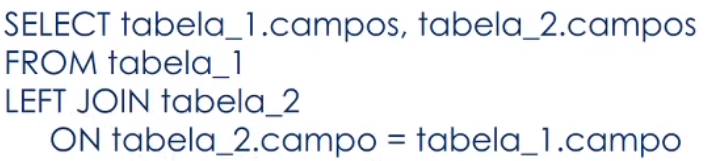 SELECT tabela_1.campos, tabela_2.campos
FROM tabela_1
LEFT JOIN tabela_2
ON tabela_2.campo = tabela_1.campo